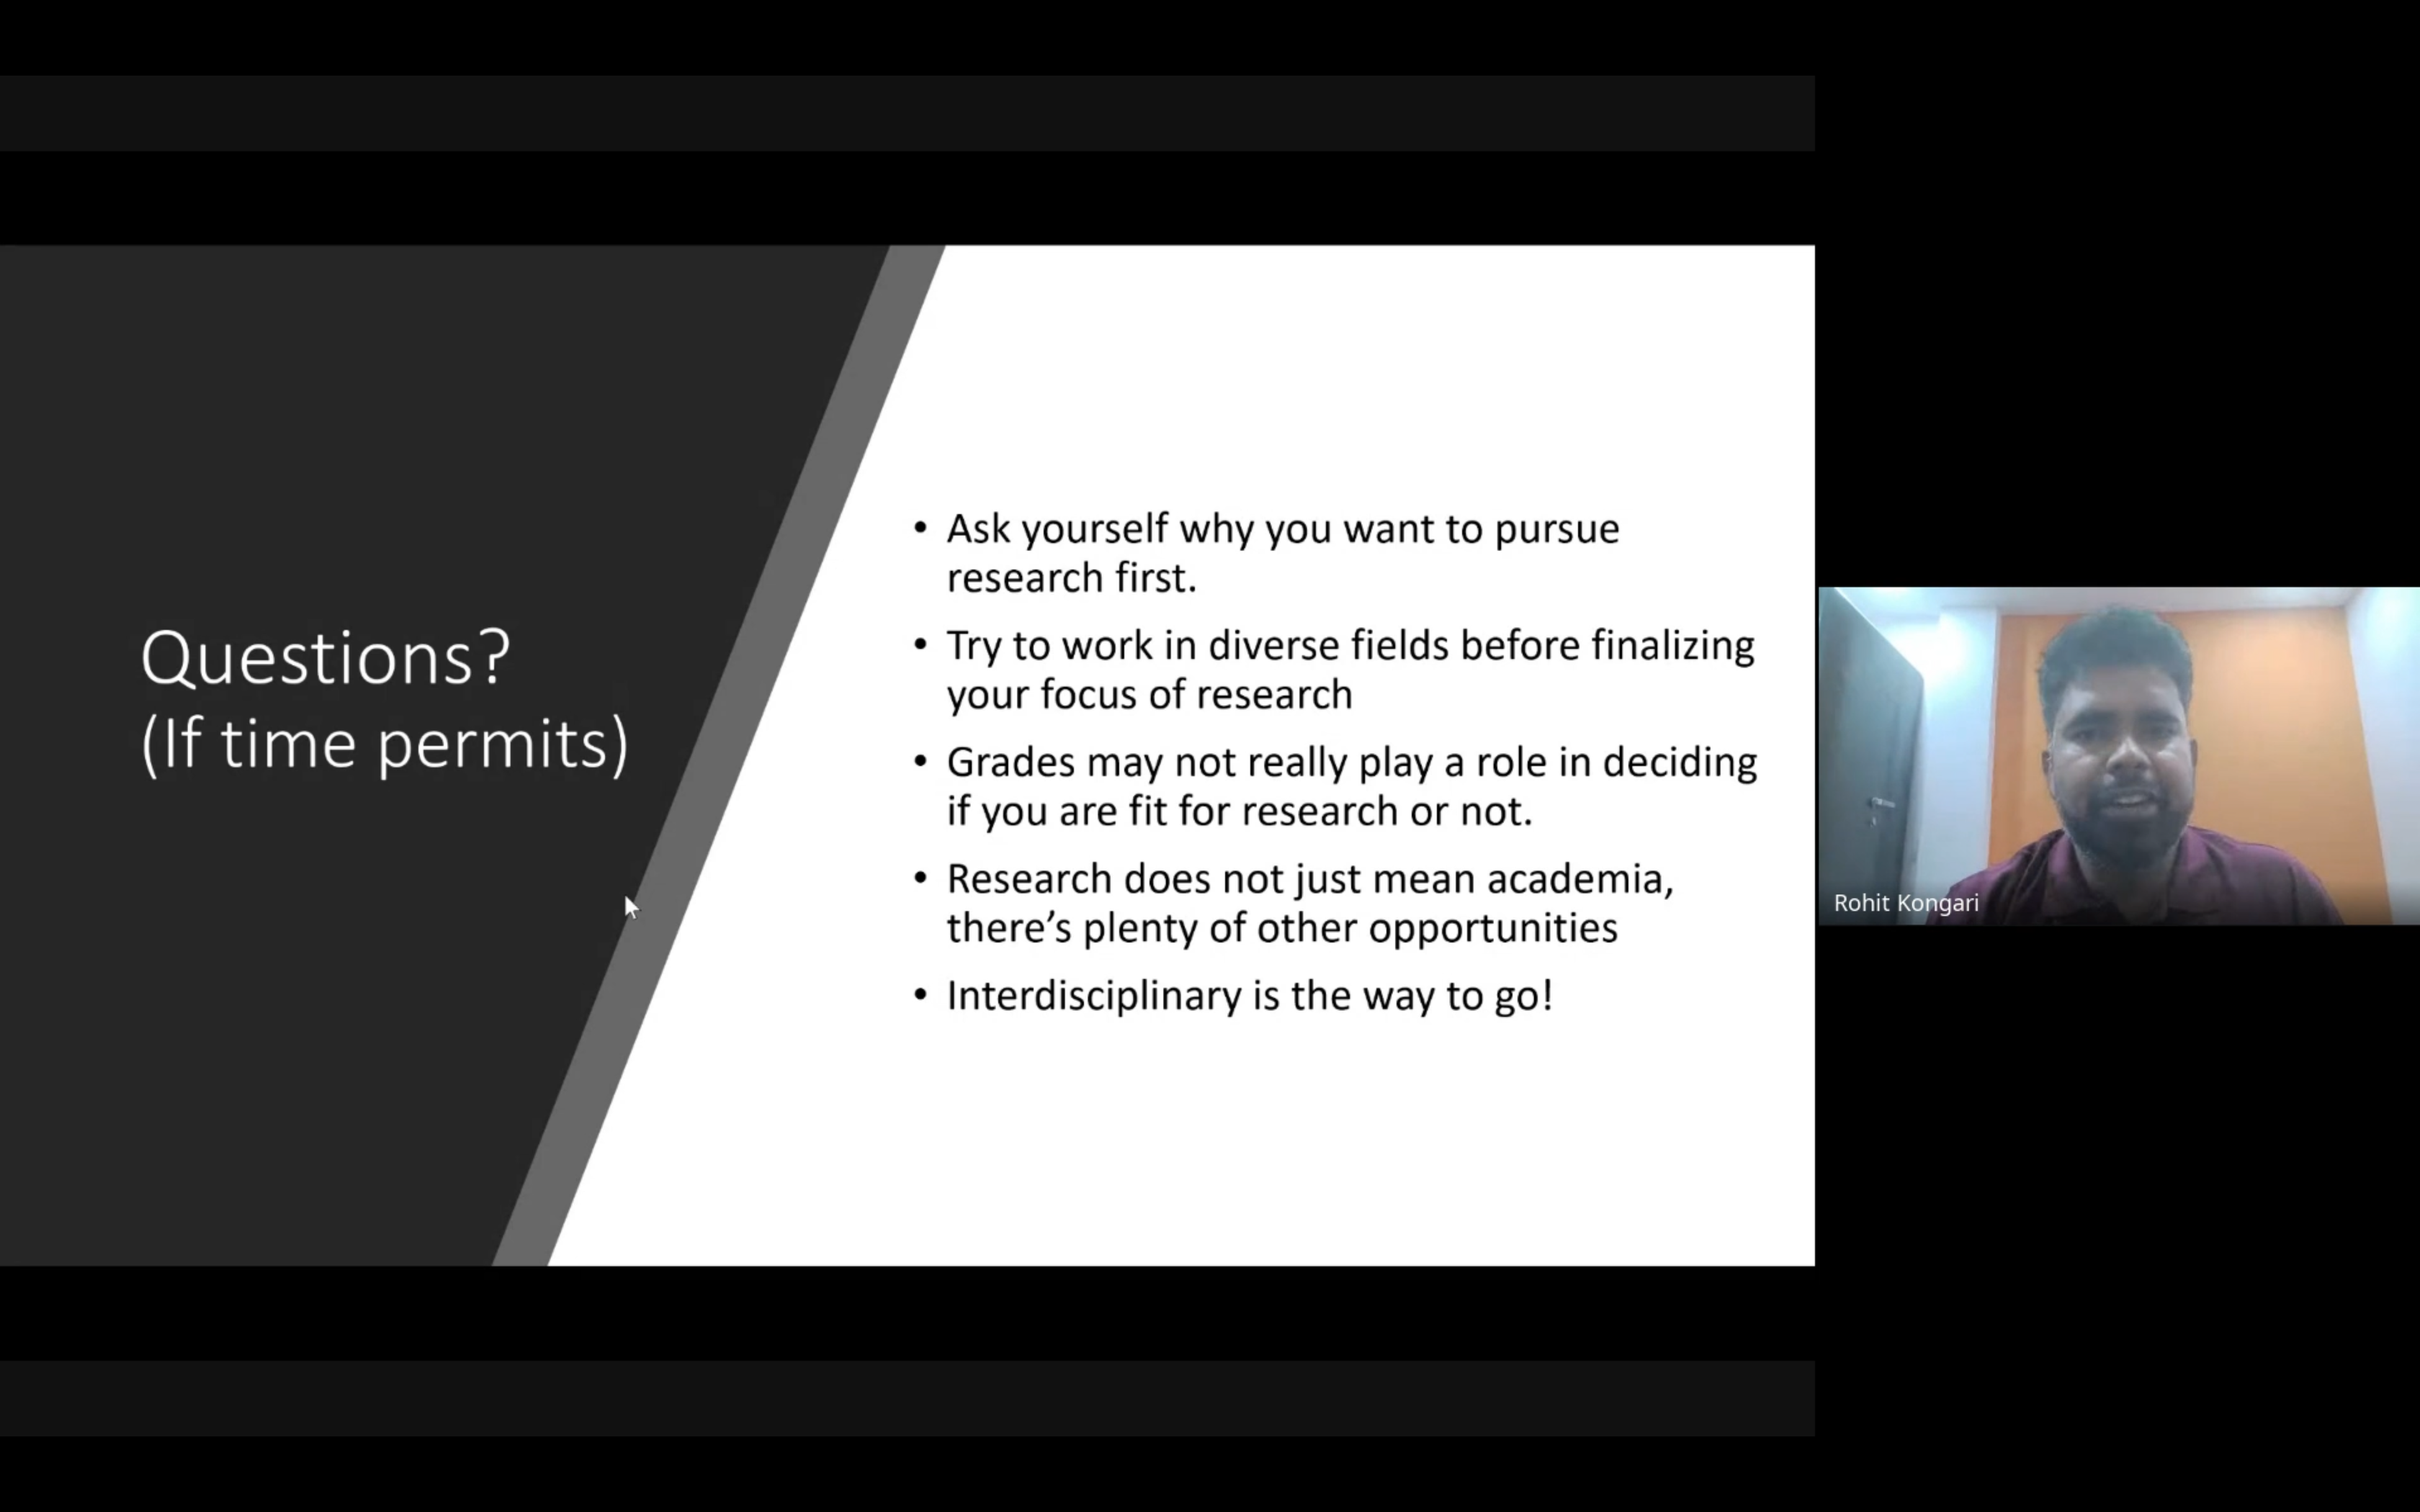 Questions?
(If time permits)
• Ask yourself why you want to pursue
research first.
• Try to work in diverse fields before finalizing
your focus of research
• Grades may not really play a role in deciding
if you are fit for research or not.
• Research does not just mean academia,
there’s plenty of other opportunities
• Interdisciplinary is the way to go!
Rohit Kongari